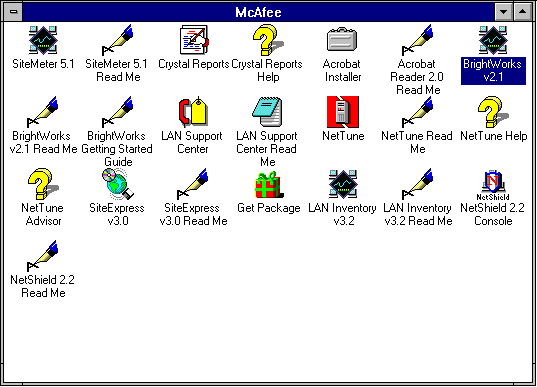 McAfee
SiteMeter 5.1
SiteMeter 5.1
Read Me
Crystal Reports
Crystal Reports
Help
Acrobat
Installer
Acrobat
Reader 2.0
Read Me
BrightWorks
v2.1
BrightWorks
v2.1 Read Me
BrightWorks
Getting Started
Guide
LAN Support
Center
LAN Support
Center Read
Me
NetTune
NetTune Read
Me
NetTune Help
NetTune
Advisor
SiteExpress
v3.0
SiteExpress
v3.0 Read Me
Get Package
LAN Inventory
v3.2
LAN Inventory
v3.2 Read Me
NetShield
NetShield 2.2
Console
NetShield 2.2
Read Me